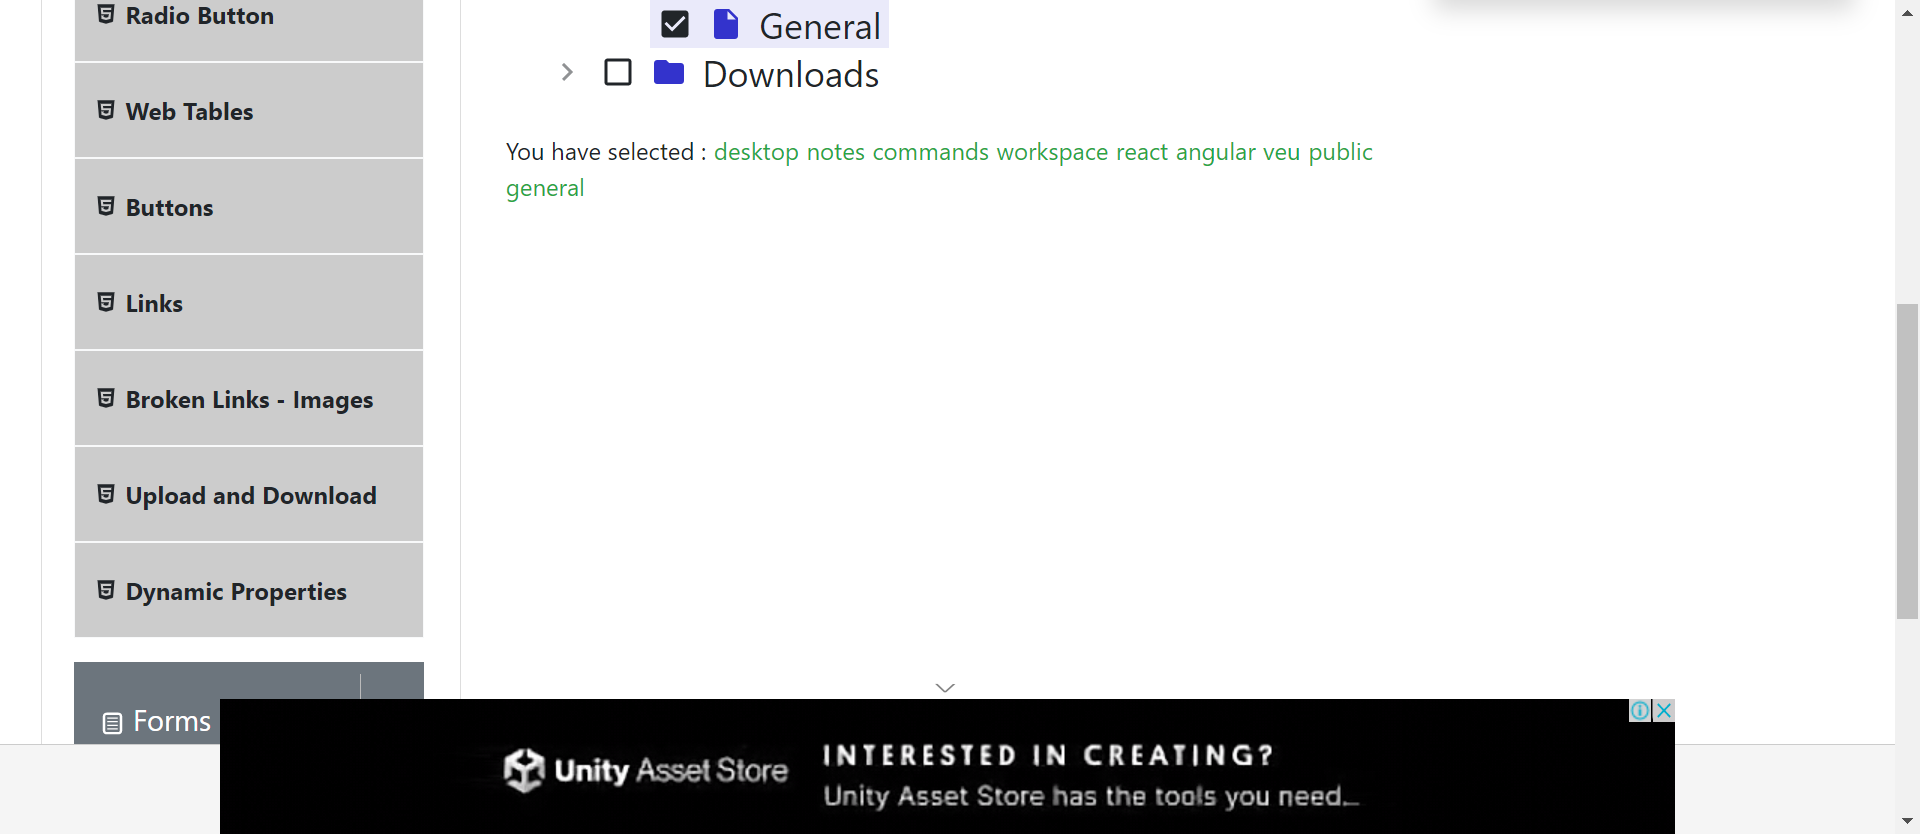 Radio Button
Web Tables
Buttons
Links
Broken Links - Images
Upload and Download
Dynamic Properties
Forms
General
Downloads
You have selected : desktop notes commands workspace react angular veu public
general
Unity Asset Store
INTERESTED IN CREATING?
Unity Asset Store has the tools you need...